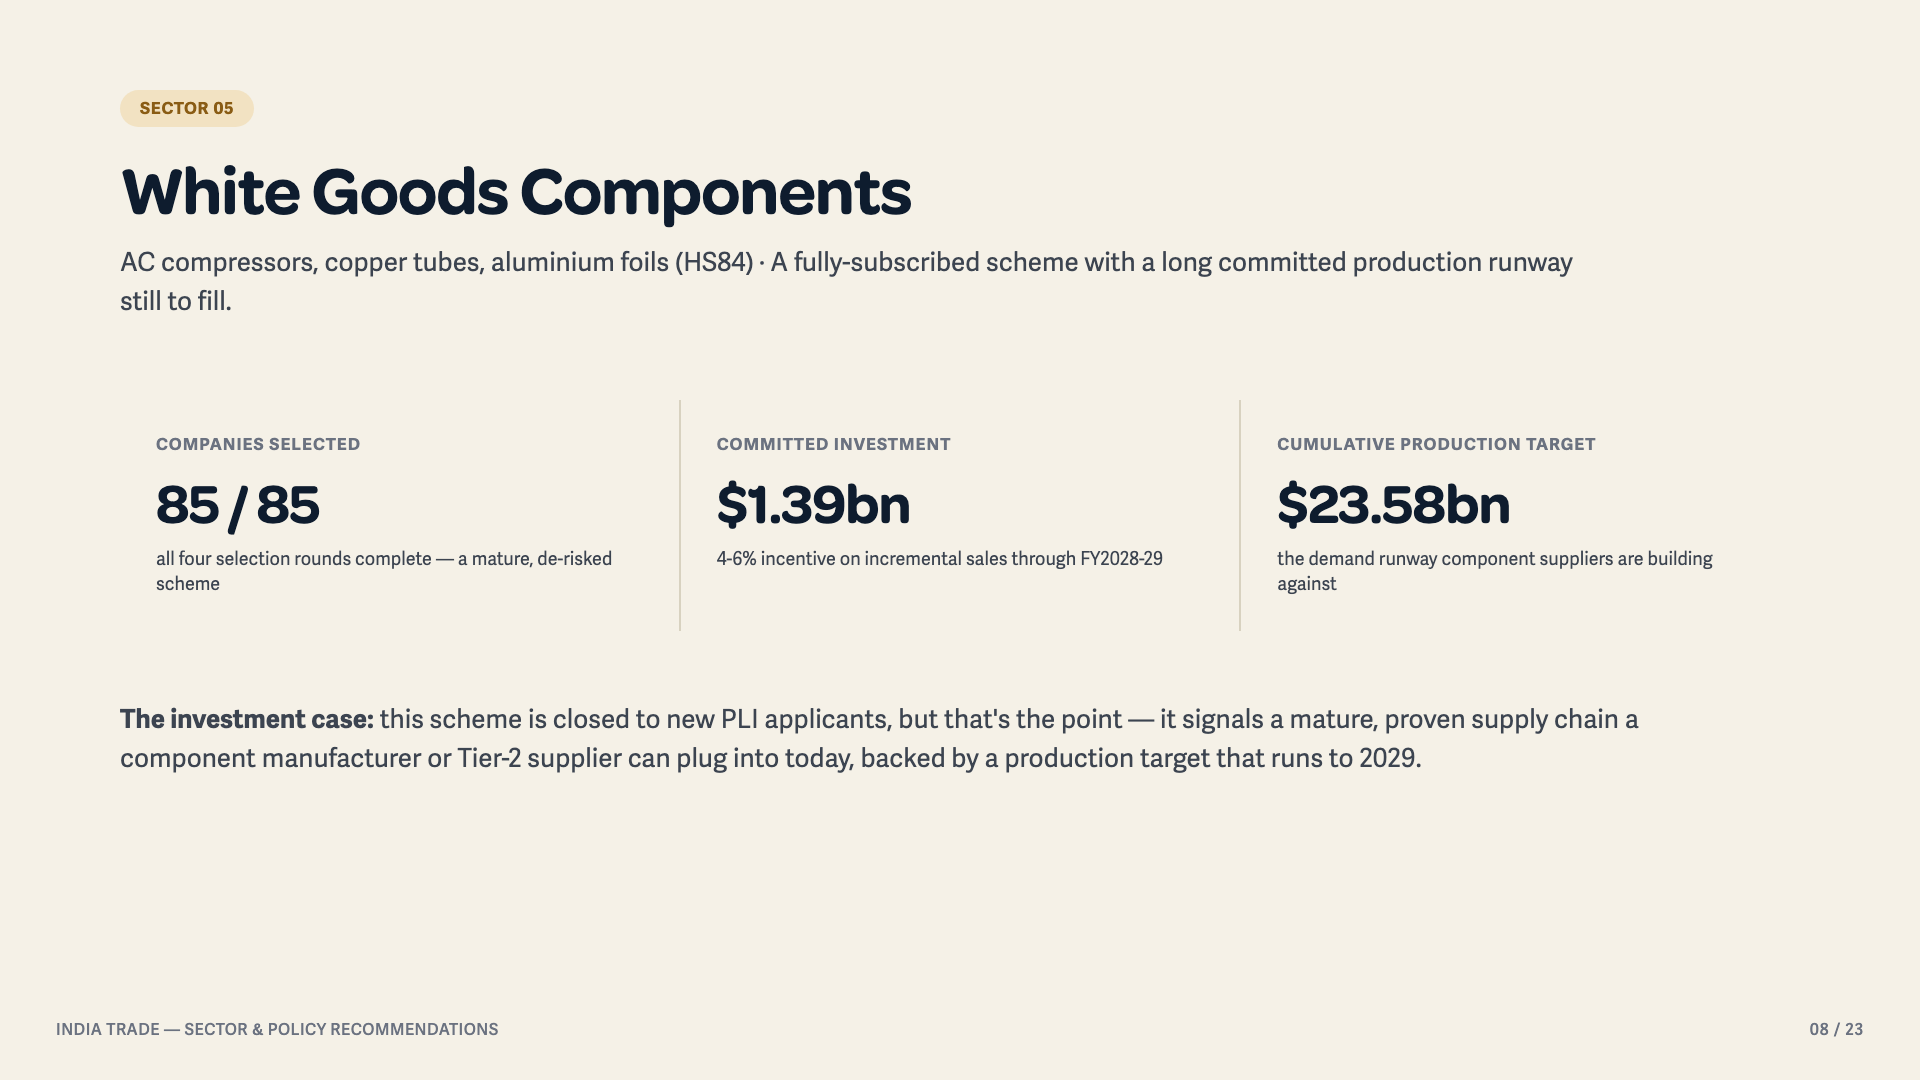 SECTOR 05
White Goods Components
AC compressors, copper tubes, aluminium foils (HS84) · A fully-subscribed scheme with a long committed production runway
still to fill.
COMPANIES SELECTED
85 / 85
all four selection rounds complete — a mature, de-risked
scheme
COMMITTED INVESTMENT
$1.39bn
4-6% incentive on incremental sales through FY2028-29
CUMULATIVE PRODUCTION TARGET
$23.58bn
the demand runway component suppliers are building
against
The investment case: this scheme is closed to new PLI applicants, but that's the point — it signals a mature, proven supply chain a
component manufacturer or Tier-2 supplier can plug into today, backed by a production target that runs to 2029.
INDIA TRADE — SECTOR & POLICY RECOMMENDATIONS
08 / 23